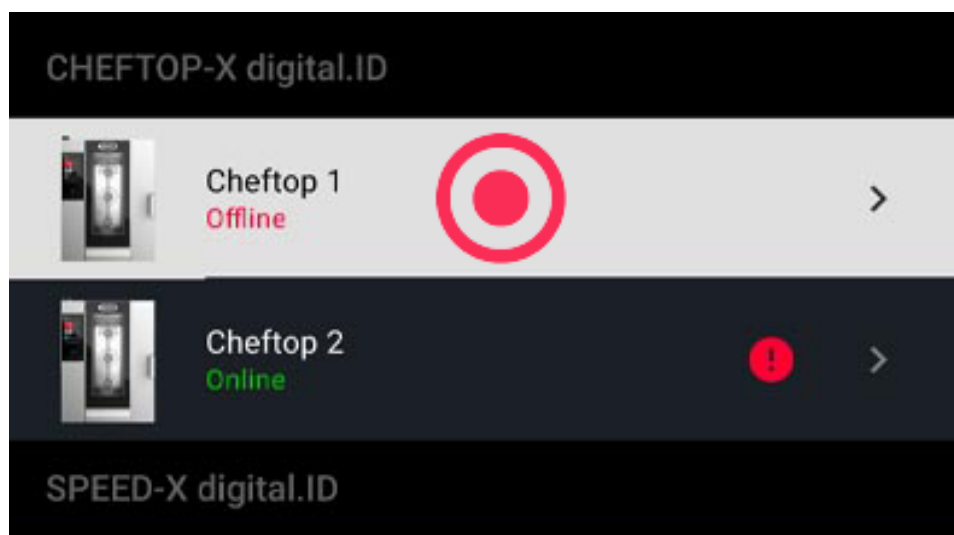 CHEFTOP-X digital.ID
Cheftop 1
Offline
Cheftop 2
Online
!
SPEED-X digital.ID